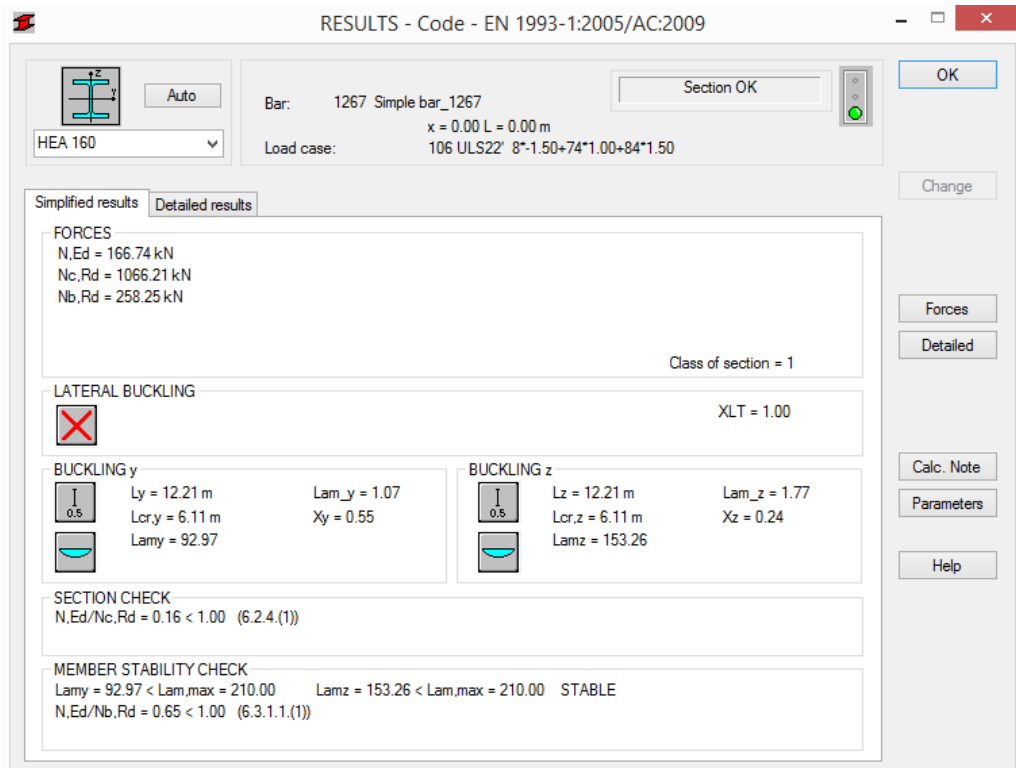 RESULTS - Code - EN 1993-1:2005/AC:2009
z
y
Auto
HEA 160
Bar: 1267 Simple bar_1267
Section OK
x = 0.00 L = 0.00 m
Load case: 106 ULS22' 8*-1.50+74*1.00+84*1.50
OK
Change
Simplified results Detailed results
FORCES
N,Ed = 166.74 kN
Nc,Rd = 1066.21 kN
Nb,Rd = 258.25 kN
Class of section = 1
Forces
Detailed
LATERAL BUCKLING
XLT = 1.00
BUCKLING y
0.5
Ly = 12.21 m Lam_y = 1.07
Lcr,y = 6.11 m Xy = 0.55
Lamy = 92.97
BUCKLING z
0.5
Lz = 12.21 m Lam_z = 1.77
Lcr,z = 6.11 m Xz = 0.24
Lamz = 153.26
Calc. Note
Parameters
Help
SECTION CHECK
N,Ed/Nc,Rd = 0.16 < 1.00 (6.2.4.(1))
MEMBER STABILITY CHECK
Lamy = 92.97 < Lam,max = 210.00 Lamz = 153.26 < Lam,max = 210.00 STABLE
N,Ed/Nb,Rd = 0.65 < 1.00 (6.3.1.1.(1))